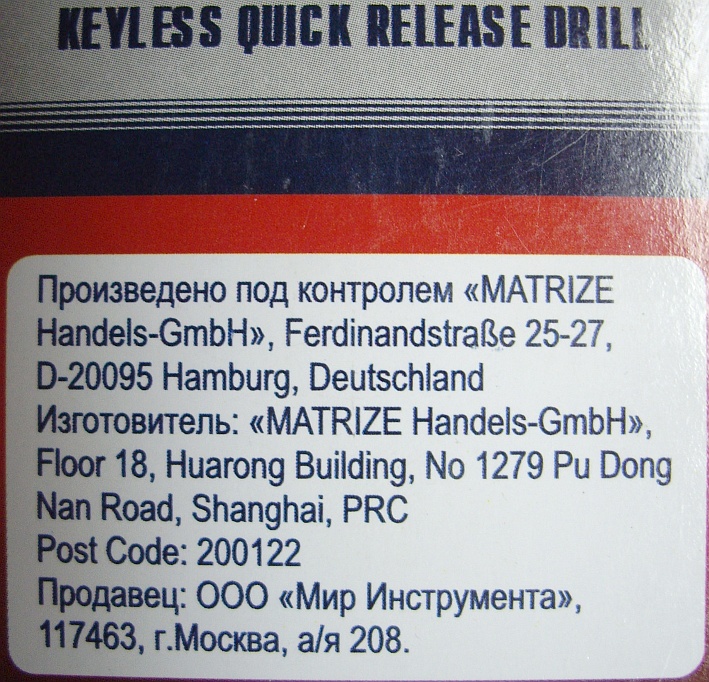 KEYLESS QUICK RELEASE DRILL
Произведено под контролем «MATRIZE
Handels-GmbH», Ferdinandstraße 25-27,
D-20095 Hamburg, Deutschland
Изготовитель: «MATRIZE Handels-GmbH»,
Floor 18, Huarong Building, No 1279 Pu Dong
Nan Road, Shanghai, PRC
Post Code: 200122
Продавец: ООО «Мир Инструмента»,
117463, г.Москва, а/я 208.